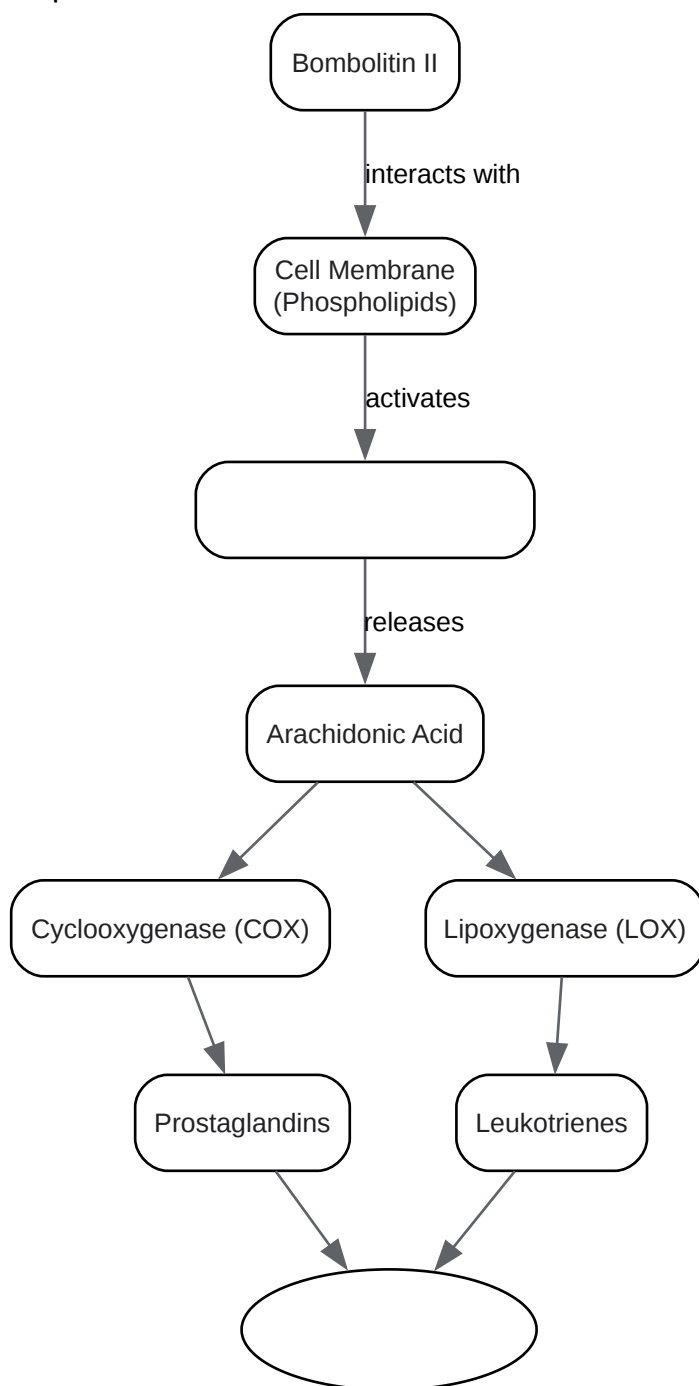 Bombolitin II
interacts with
Cell Membrane
(Phospholipids)
activates
releases
Arachidonic Acid
Cyclooxygenase (COX)
Lipoxygenase (LOX)
Prostaglandins
Leukotrienes